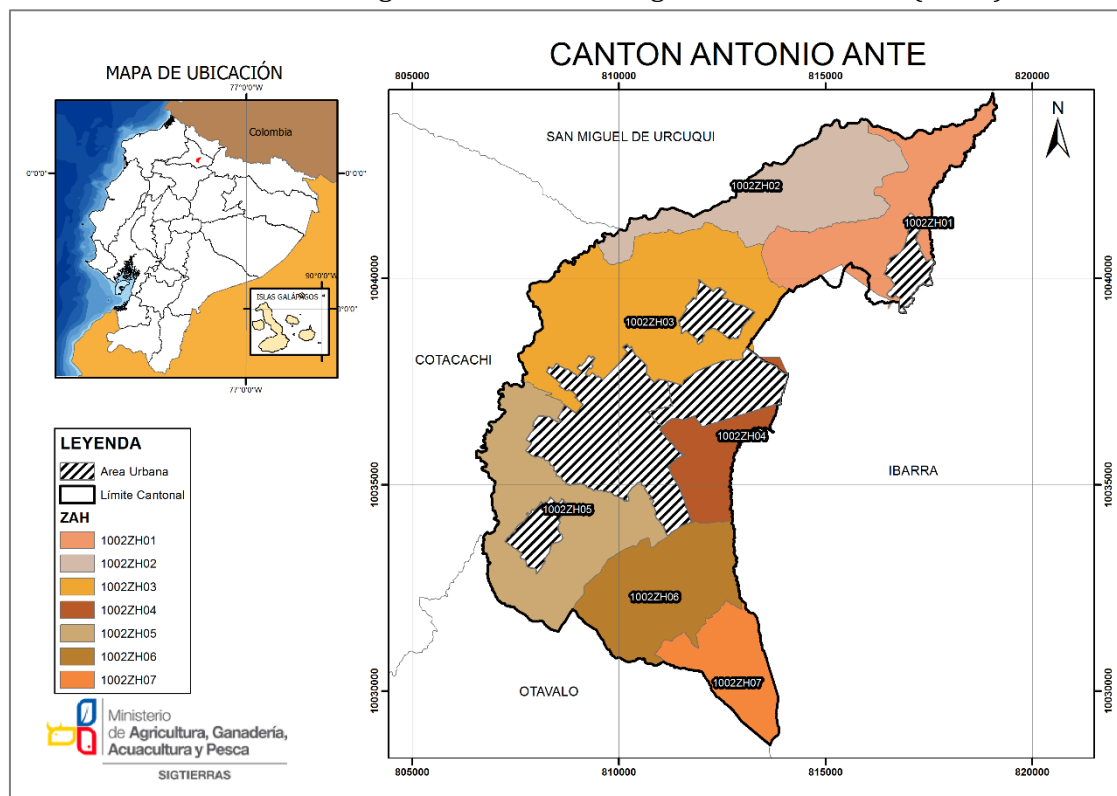 CANTON ANTONIO ANTE
MAPA DE UBICACIÓN
77°0'0"W
Colombia
0°0'0"
0°0'0"
90°0'0"W
ISLAS GALÁPAGOS
0°0'0"
77°0'0"W
805000
810000
815000
820000
N
SAN MIGUEL DE URCUQUI
1002ZH02
1002ZH01
10040000
10040000
1002ZH03
COTACACHI
1002ZH04
IBARRA
10035000
10035000
1002ZH05
1002ZH06
1002ZH07
OTAVALO
10030000
10030000
805000
810000
815000
820000
LEYENDA
Area Urbana
Límite Cantonal
ZAH
1002ZH01
1002ZH02
1002ZH03
1002ZH04
1002ZH05
1002ZH06
1002ZH07
Ministerio
de Agricultura, Ganadería,
Acuacultura y Pesca
SIGTIERRAS